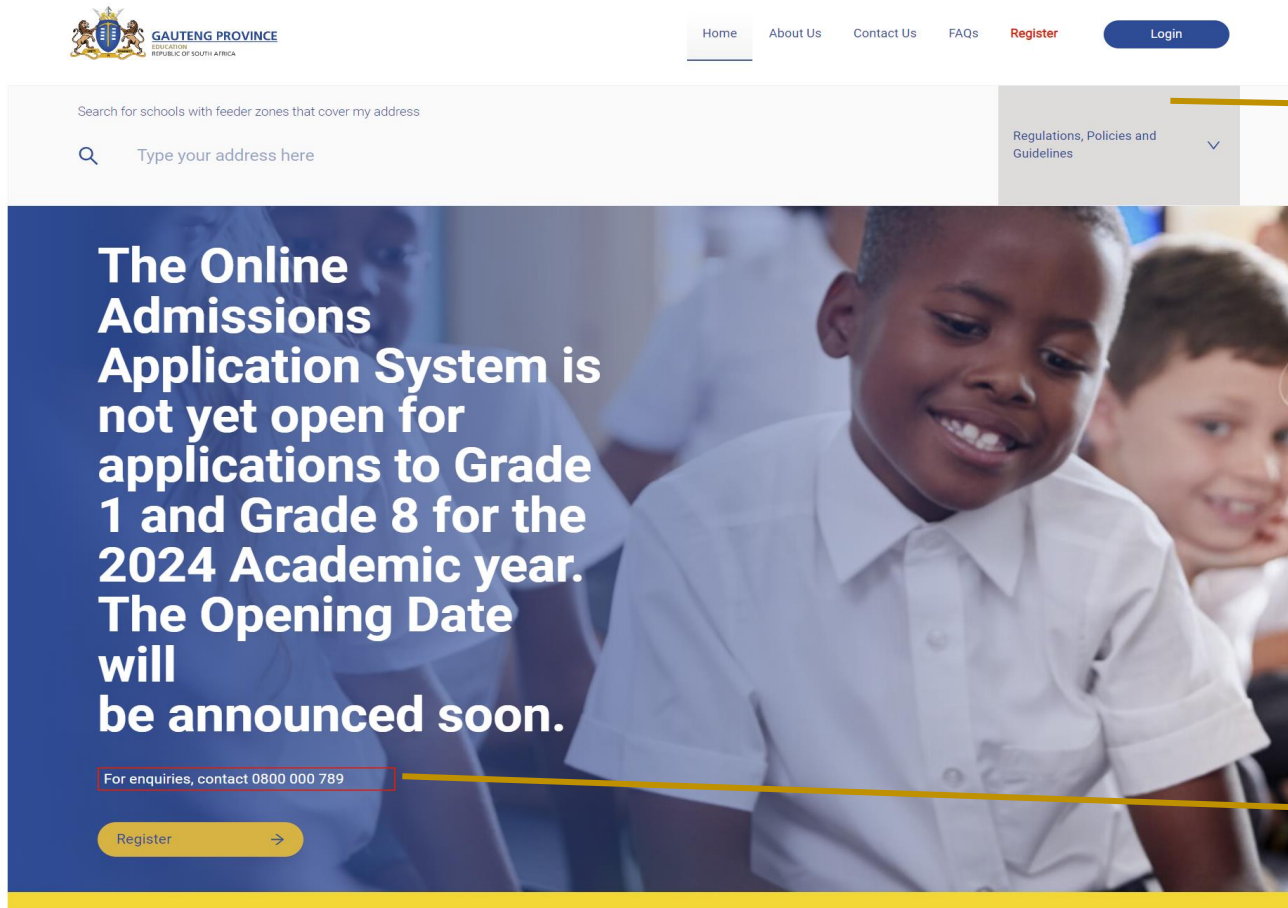 GAUTENG PROVINCE
EDUCATION
REPUBLIC OF SOUTH AFRICA
Home About Us Contact Us FAQs Register Login
Search for schools with feeder zones that cover my address
Type your address here
Regulations, Policies and
Guidelines
The Online
Admissions
Application System is
not yet open for
applications to Grade
1 and Grade 8 for the
2024 Academic year.
The Opening Date
will
be announced soon.
For enquiries, contact 0800 000 789
Register